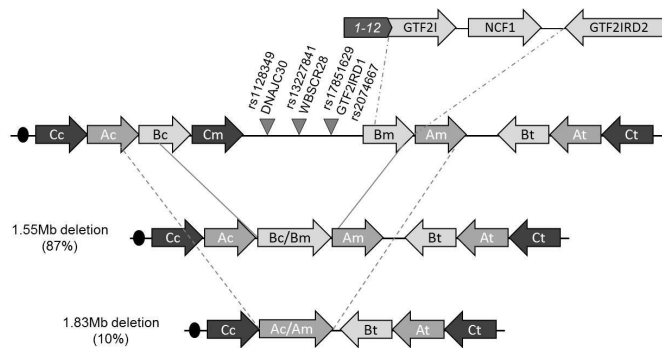 1-12 GTF2I NCF1 GTF2IRD2
rs1128349
DNAJC30
rs13227841
WBSCR28
rs17851629
GTF2IRD1
rs2074667
Cc Ac Bc Cm Bm Am Bt At Ct
1.55Mb deletion
(87%)
Cc Ac Bc/Bm Am Bt At Ct
1.83Mb deletion
(10%)
Cc Ac/Am Bt At Ct